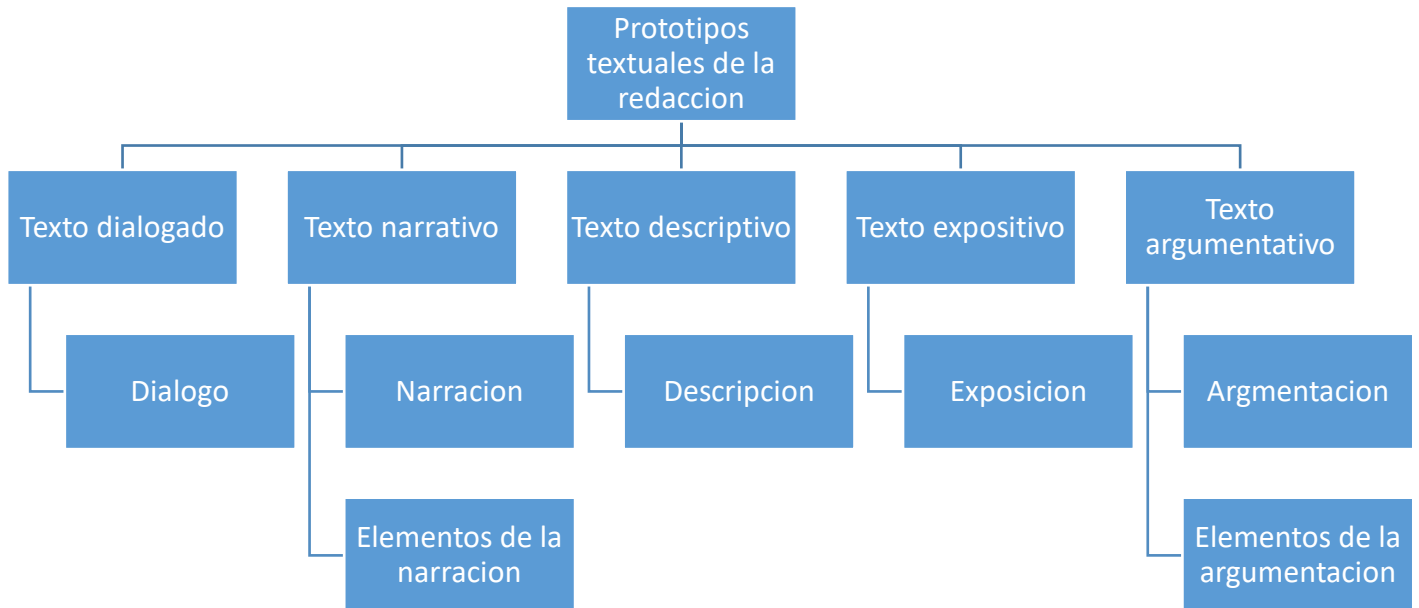 Prototipos
textuales de la
redaccion
Texto dialogado
Texto narrativo
Texto descriptivo
Texto expositivo
Texto
argumentativo
Dialogo
Narracion
Descripcion
Exposicion
Argmentacion
Elementos de la
narracion
Elementos de la
argumentacion